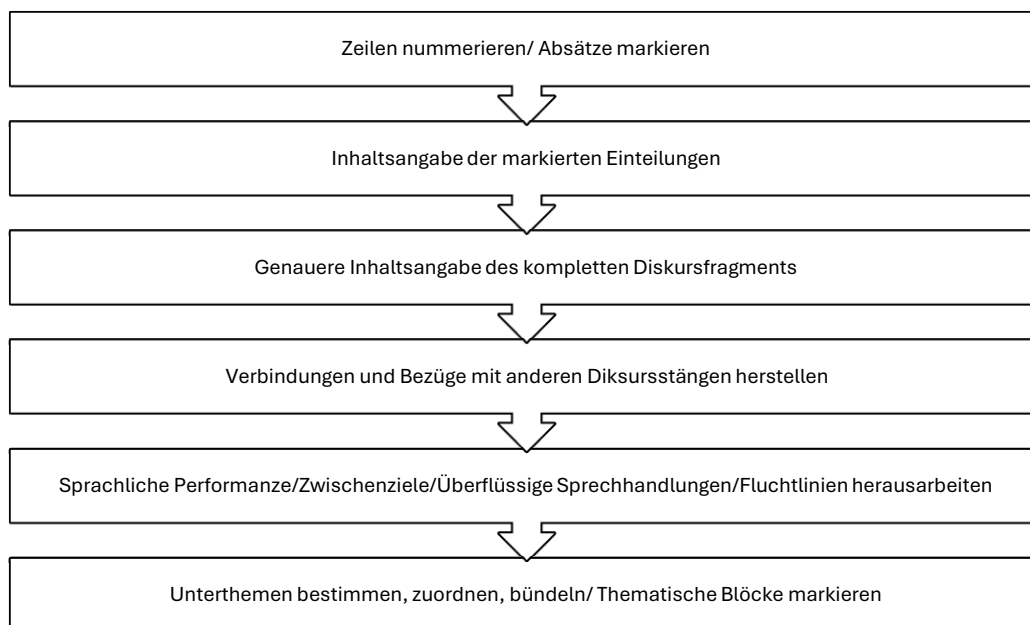 Zeilen nummerieren/ Absätze markieren
Inhaltsangabe der markierten Einteilungen
Genauere Inhaltsangabe des kompletten Diskursfragments
Verbindungen und Bezüge mit anderen Diksursstängen herstellen
Sprachliche Performanze/Zwischenziele/Überflüssige Sprechhandlungen/Fluchtlinien herausarbeiten
Unterthemen bestimmen, zuordnen, bündeln/ Thematische Blöcke markieren